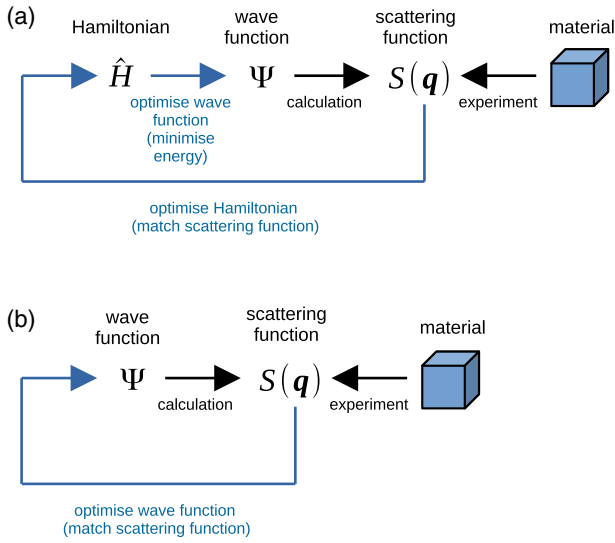 (a)
Hamiltonian
wave
function
scattering
function
material
Ĥ
Ψ
S(q)
optimise wave
function
(minimise
energy)
calculation
experiment
optimise Hamiltonian
(match scattering function)
(b)
wave
function
scattering
function
material
Ψ
S(q)
calculation
experiment
optimise wave function
(match scattering function)